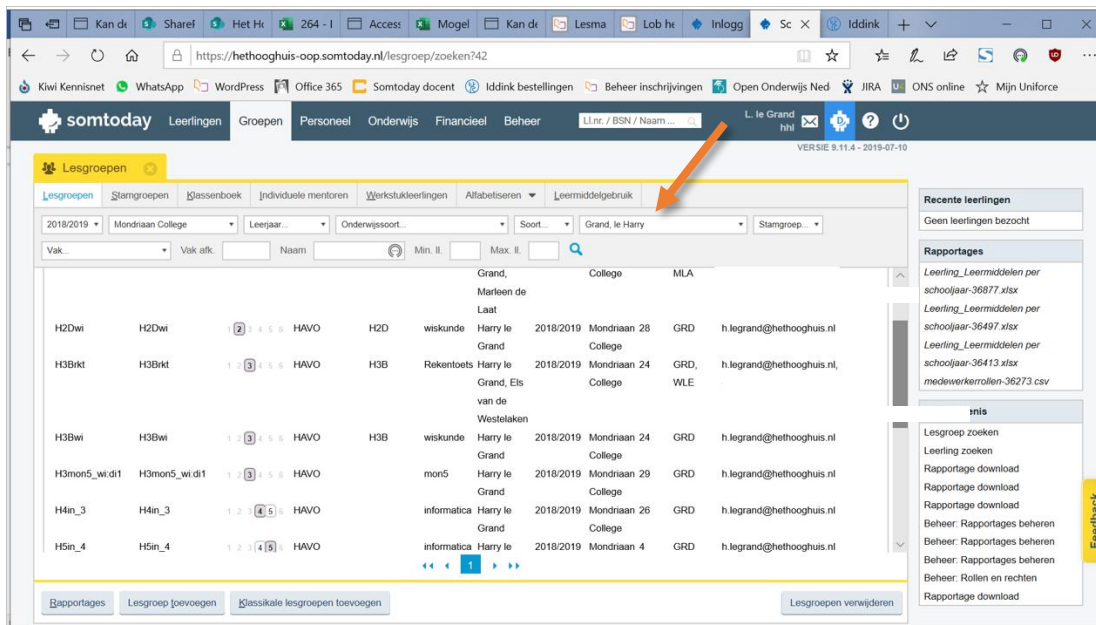 Kan de
Sharef
Het Ho
264 - I
Access
Mogel
Kan de
Lesma
Lob he
Inlogg
Sc
Iddink
https://hethooghuis-oop.somtoday.nl/lesgroep/zoeken?42
Kiwi Kennisnet WhatsApp WordPress Office 365 Somtoday docent Iddink bestellingen Beheer inschrijvingen Open Onderwijs Ned JIRA ONS online Mijn Uniforce
somtoday Leerlingen Groepen Personeel Onderwijs Financieel Beheer Ll.nr. / BSN / Naam ... L. le Grand
hhl
VERSIE 9.11.4 - 2019-07-10
Lesgroepen
Lesgroepen Stamgroepen Klassenboek Individuele mentoren Werkstukleerlingen Alfabetiseren Leermiddelgebruik
2018/2019 Mondriaan College Leerjaar... Onderwijssoort... Soort... Grand, le Harry Stamgroep...
Vak... Vak afk. Naam Min. ll. Max. ll.
Grand, College MLA
Marleen de
Laat
H2Dwi H2Dwi 1 2 3 4 5 6 HAVO H2D wiskunde Harry le 2018/2019 Mondriaan 28 GRD h.legrand@hethooghuis.nl
Grand College
H3Brkt H3Brkt 1 2 3 4 5 6 HAVO H3B Rekentoets Harry le 2018/2019 Mondriaan 24 GRD, h.legrand@hethooghuis.nl,
Grand, Els College WLE
van de
Westelaken
H3Bwi H3Bwi 1 2 3 4 5 6 HAVO H3B wiskunde Harry le 2018/2019 Mondriaan 24 GRD h.legrand@hethooghuis.nl
Grand College
H3mon5_wi:di1 H3mon5_wi:di1 1 2 3 4 5 6 HAVO mon5 Harry le 2018/2019 Mondriaan 29 GRD h.legrand@hethooghuis.nl
Grand College
H4in_3 H4in_3 1 2 3 4 5 6 HAVO informatica Harry le 2018/2019 Mondriaan 26 GRD h.legrand@hethooghuis.nl
Grand College
H5in_4 H5in_4 1 2 3 4 5 6 HAVO informatica Harry le 2018/2019 Mondriaan 4 GRD h.legrand@hethooghuis.nl
1
Rapportages Lesgroep toevoegen Klassikale lesgroepen toevoegen Lesgroepen verwijderen
Recente leerlingen
Geen leerlingen bezocht
Rapportages
Leerling_Leermiddelen per
schooljaar-36877.xlsx
Leerling_Leermiddelen per
schooljaar-36497.xlsx
Leerling_Leermiddelen per
schooljaar-36413.xlsx
medewerkerrollen-36273.csv
enis
Lesgroep zoeken
Leerling zoeken
Rapportage download
Rapportage download
Rapportage download
Beheer: Rapportages beheren
Beheer: Rapportages beheren
Beheer: Rapportages beheren
Beheer: Rollen en rechten
Rapportage download
Feedback